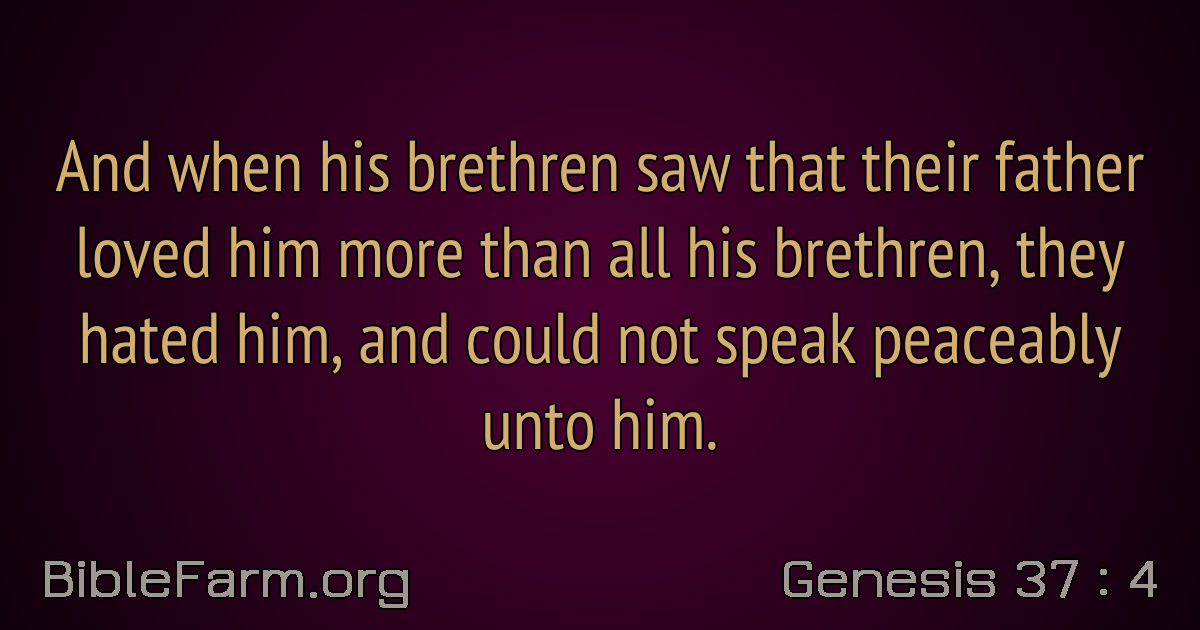 And when his brethren saw that their father
loved him more than all his brethren, they
hated him, and could not speak peaceably
unto him.
BibleFarm.org
Genesis 37 : 4